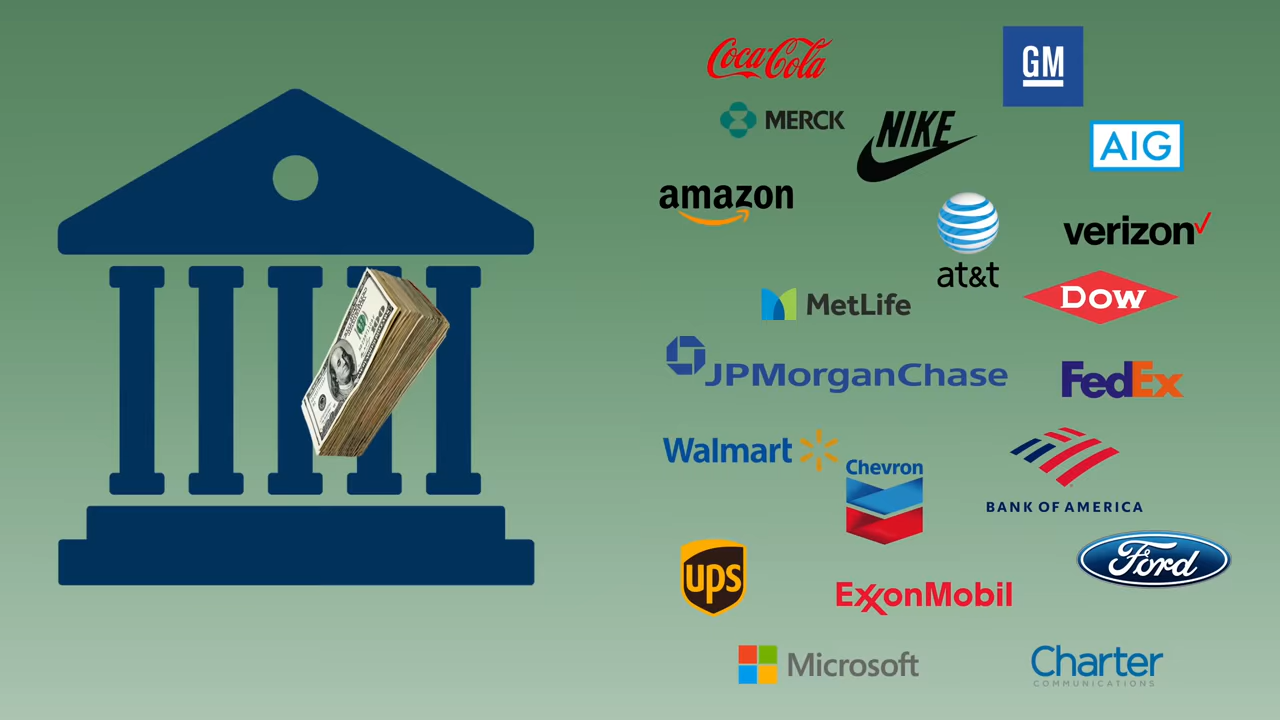 Coca-Cola
GM
MERCK
NIKE
AIG
amazon
verizon
at&t
MetLife
DOW
JPMorganChase
FedEx
Walmart
Chevron
BANK OF AMERICA
Ford
UPS
ExxonMobil
Microsoft
Charter
COMMUNICATIONS